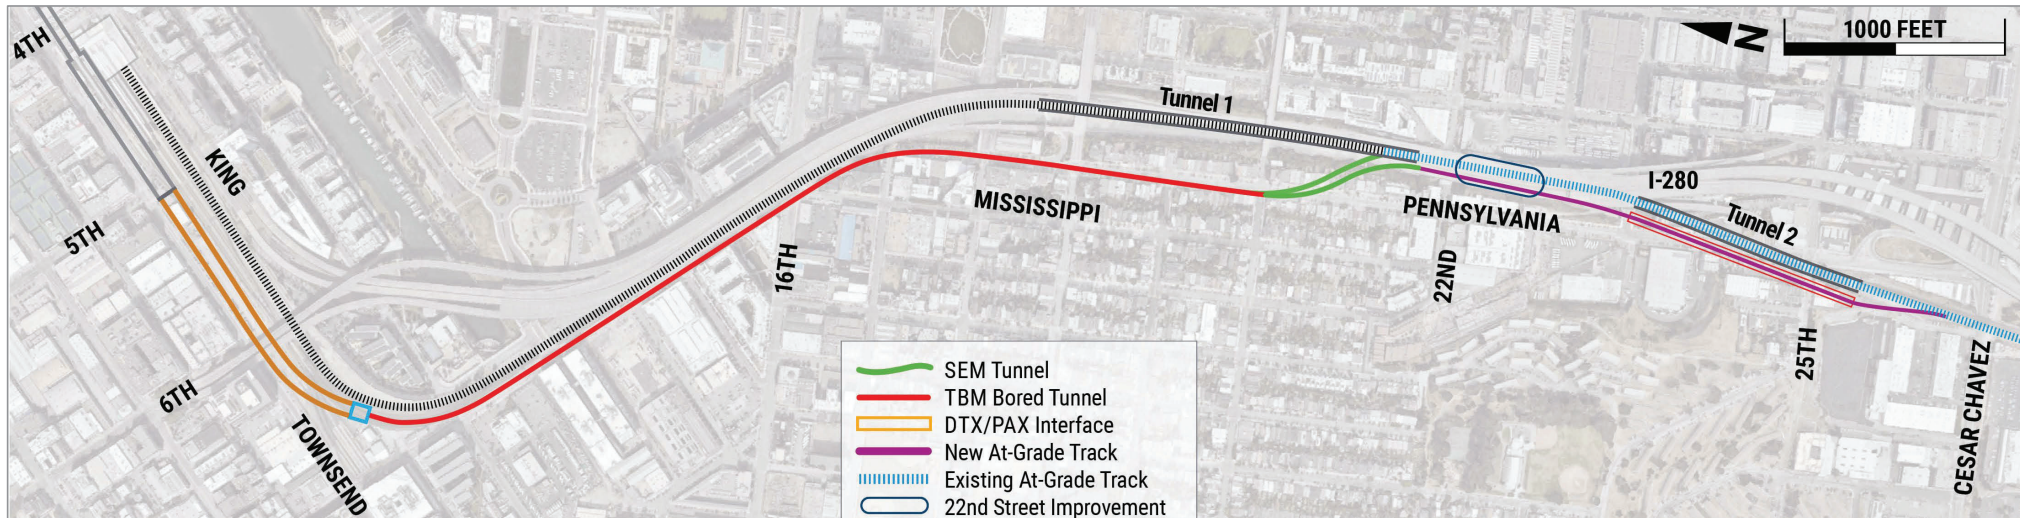 4TH
N
1000 FEET
KING
Tunnel 1
5TH
MISSISSIPPI
I-280
PENNSYLVANIA
Tunnel 2
16TH
22ND
6TH
TOWNSEND
25TH
CESAR CHAVEZ
SEM Tunnel
TBM Bored Tunnel
DTX/PAX Interface
New At-Grade Track
Existing At-Grade Track
22nd Street Improvement